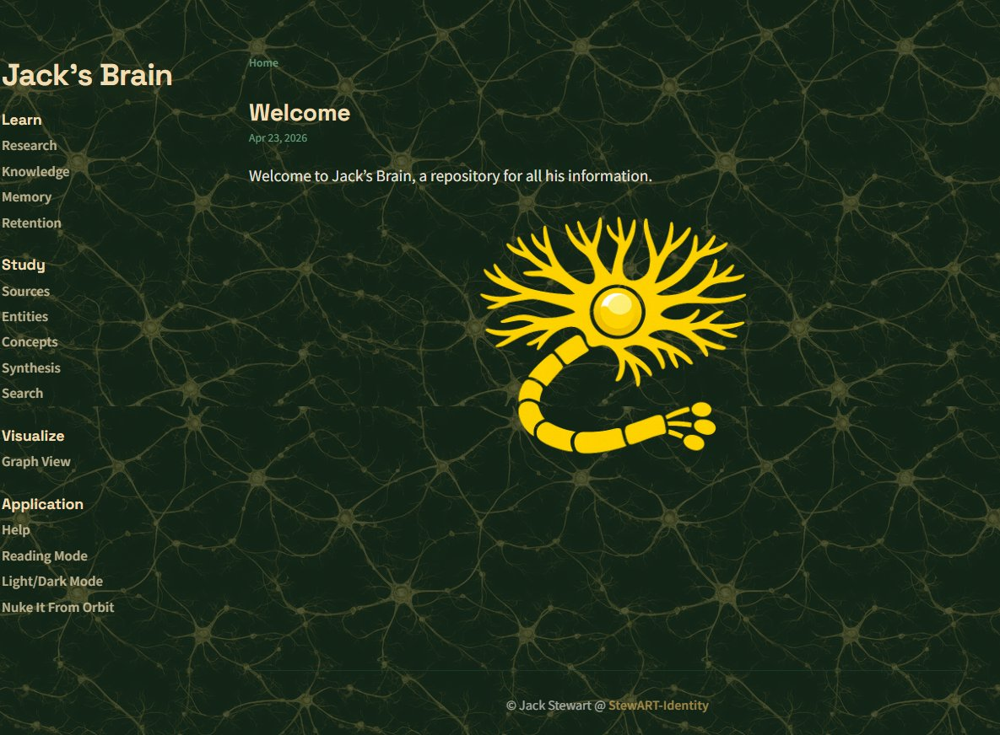 Jack's Brain
Learn
Research
Knowledge
Memory
Retention
Study
Sources
Entities
Concepts
Synthesis
Search
Visualize
Graph View
Application
Help
Reading Mode
Light/Dark Mode
Nuke It From Orbit
Home
Welcome
Apr 23, 2026
Welcome to Jack's Brain, a repository for all his information.
© Jack Stewart @ StewART-Identity